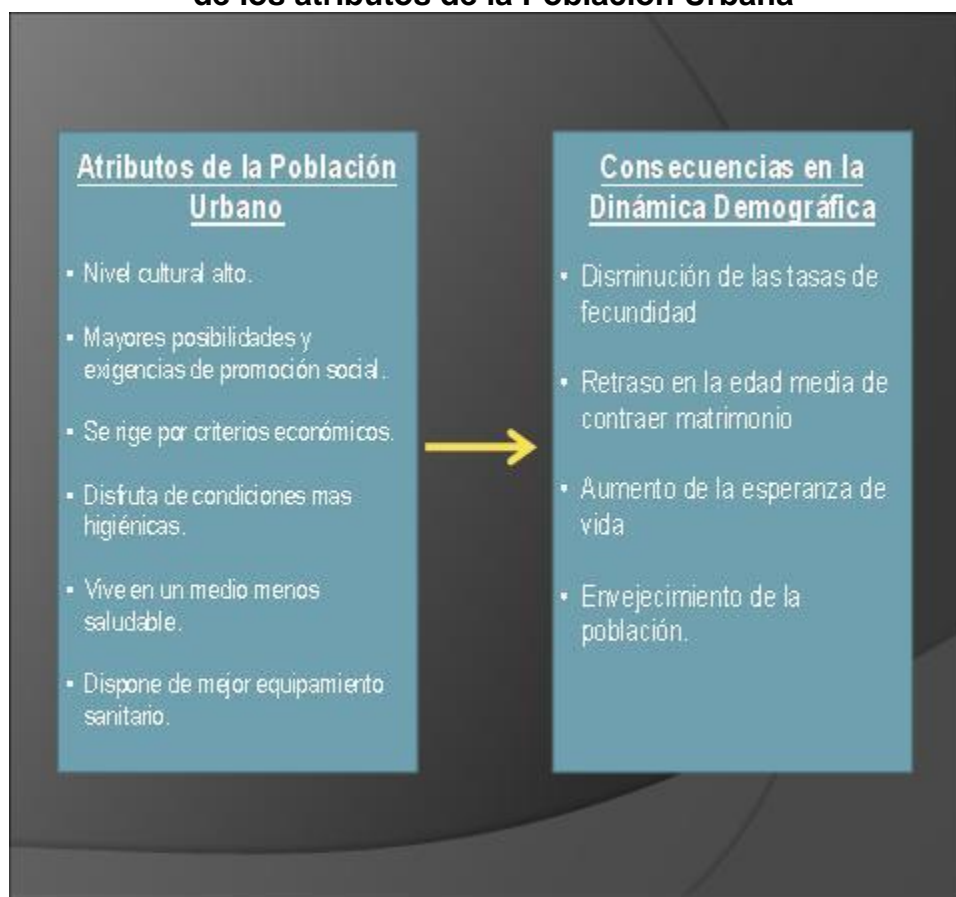 de los atributos de la Población Urbana
Atributos de la Población
Urbano
• Nivel cultural alto.
• Mayores posibilidades y
exigencias de promoción social.
• Se rige por criterios económicos.
• Disfruta de condiciones mas
higiénicas.
• Vive en un medio menos
saludable.
• Dispone de mejor equipamiento
sanitario.
Consecuencias en la
Dinámica Demográfica
• Disminución de las tasas de
fecundidad
• Retraso en la edad media de
contraer matrimonio
• Aumento de la esperanza de
vida
• Envejecimiento de la
población.